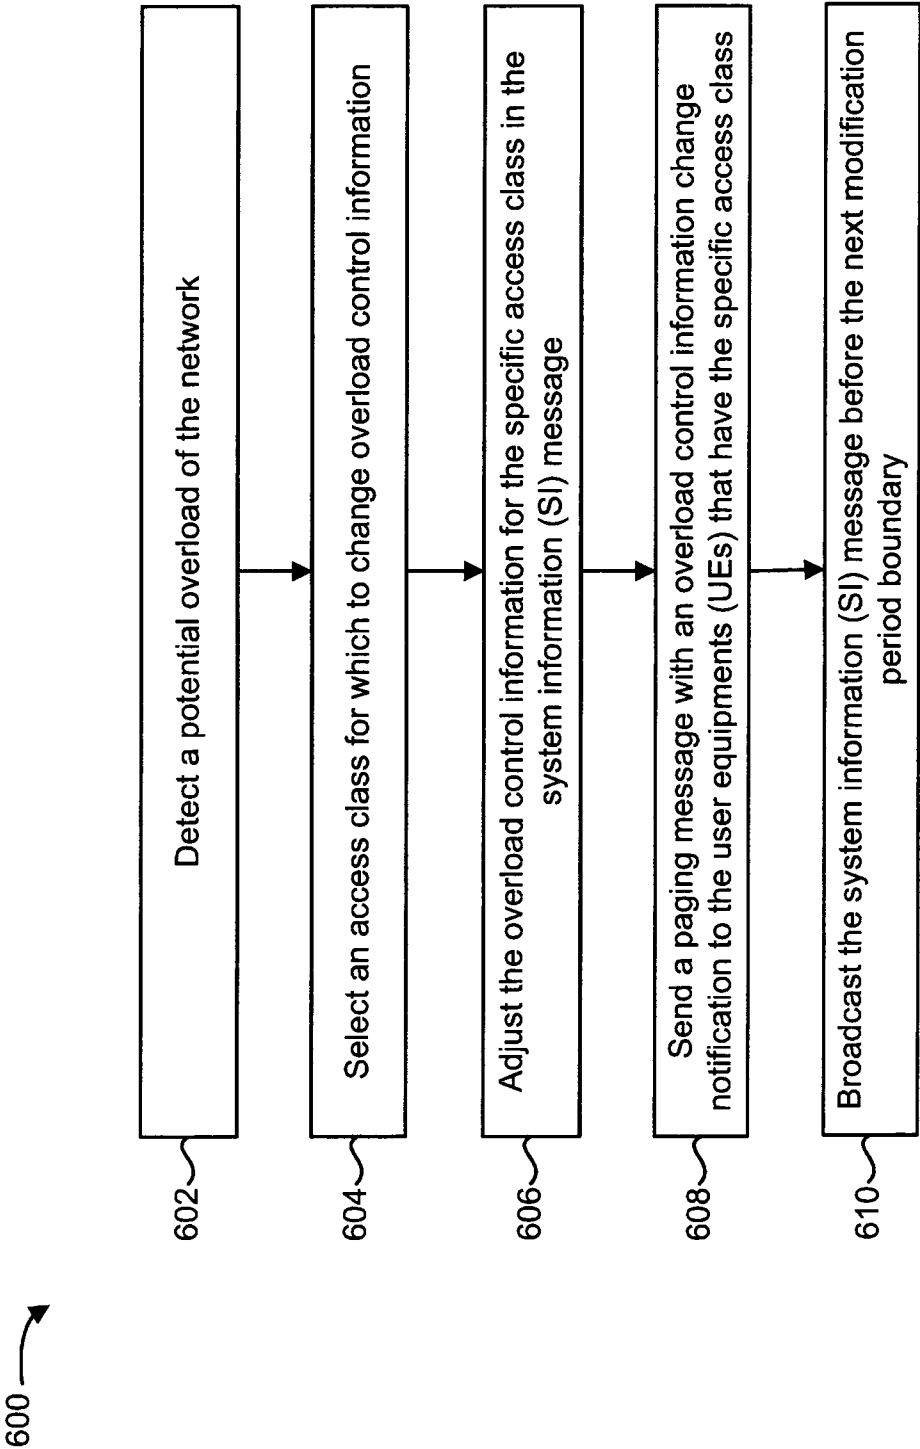 600
602
Detect a potential overload of the network
604
Select an access class for which to change overload control information
606
Adjust the overload control information for the specific access class in the
system information (SI) message
608
Send a paging message with an overload control information change
notification to the user equipments (UEs) that have the specific access class
610
Broadcast the system information (SI) message before the next modification
period boundary